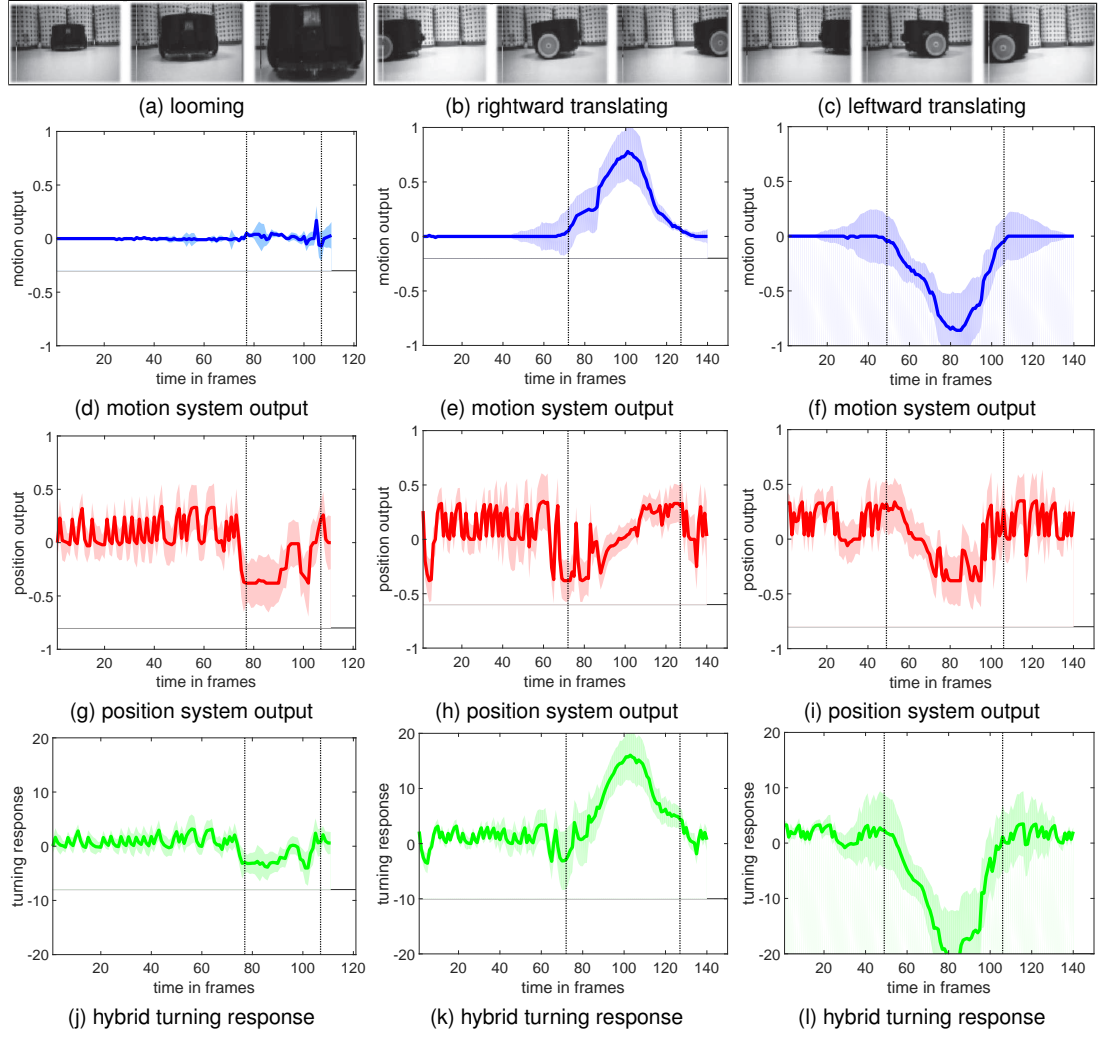 (a) looming
(b) rightward translating
(c) leftward translating
motion output
1
0.5
0
-0.5
-1
20 40 60 80 100 120
time in frames
(d) motion system output
motion output
1
0.5
0
-0.5
-1
20 40 60 80 100 120 140
time in frames
(e) motion system output
motion output
1
0.5
0
-0.5
-1
20 40 60 80 100 120 140
time in frames
(f) motion system output
position output
1
0.5
0
-0.5
-1
20 40 60 80 100 120
time in frames
(g) position system output
position output
1
0.5
0
-0.5
-1
20 40 60 80 100 120 140
time in frames
(h) position system output
position output
1
0.5
0
-0.5
-1
20 40 60 80 100 120 140
time in frames
(i) position system output
turning response
20
10
0
-10
-20
20 40 60 80 100 120
time in frames
(j) hybrid turning response
turning response
20
10
0
-10
-20
20 40 60 80 100 120 140
time in frames
(k) hybrid turning response
turning response
20
10
0
-10
-20
20 40 60 80 100 120 140
time in frames
(l) hybrid turning response